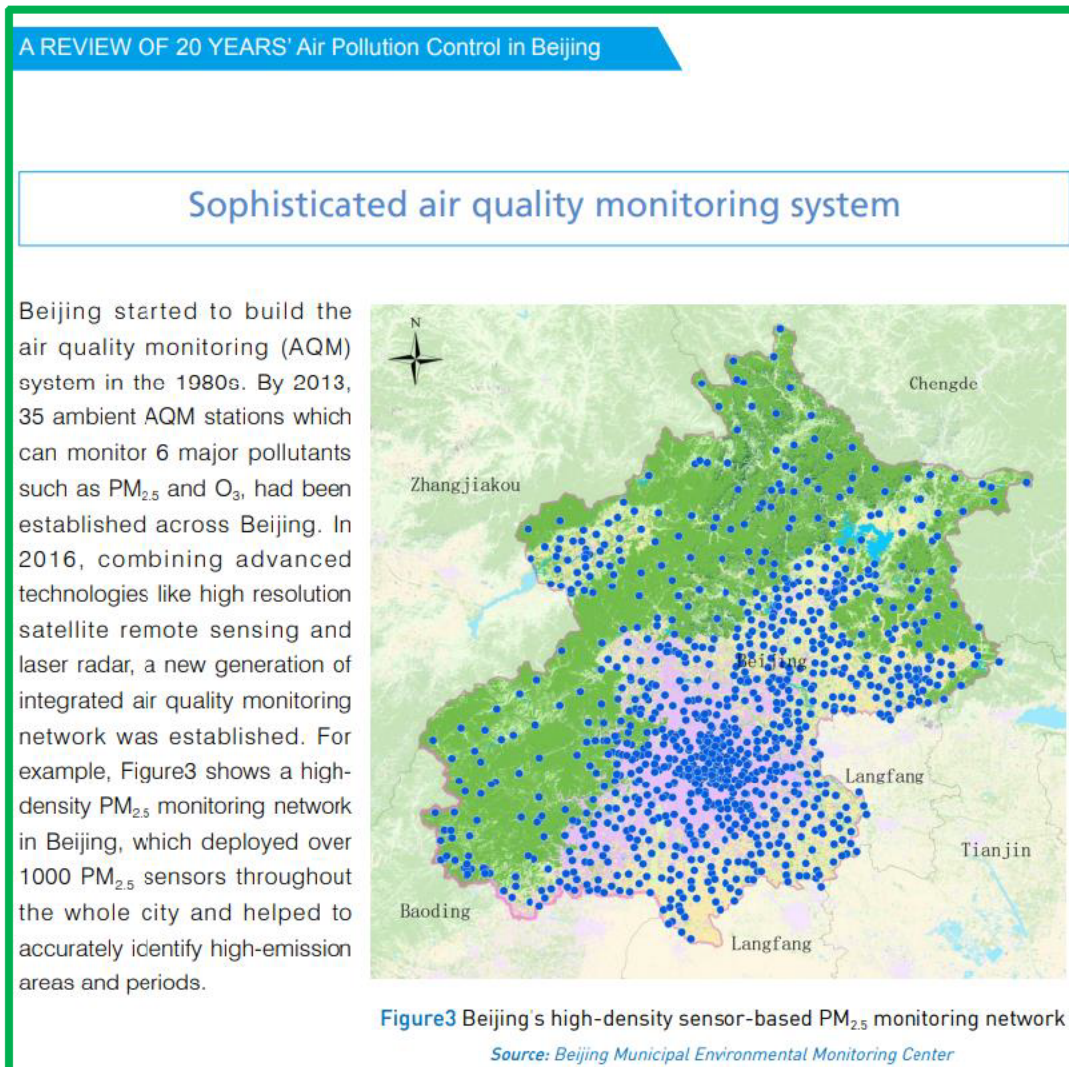 A REVIEW OF 20 YEARS' Air Pollution Control in Beijing
Sophisticated air quality monitoring system
Beijing started to build the
air quality monitoring (AQM)
system in the 1980s. By 2013,
35 ambient AQM stations which
can monitor 6 major pollutants
such as PM2.5 and O3, had been
established across Beijing. In
2016, combining advanced
technologies like high resolution
satellite remote sensing and
laser radar, a new generation of
integrated air quality monitoring
network was established. For
example, Figure3 shows a high-
density PM2.5 monitoring network
in Beijing, which deployed over
1000 PM2.5 sensors throughout
the whole city and helped to
accurately identify high-emission
areas and periods.
N
Chengde
Zhangjiakou
Beijing
Langfang
Tianjin
Baoding
Langfang
Figure3 Beijing's high-density sensor-based PM2.5 monitoring network
Source: Beijing Municipal Environmental Monitoring Center